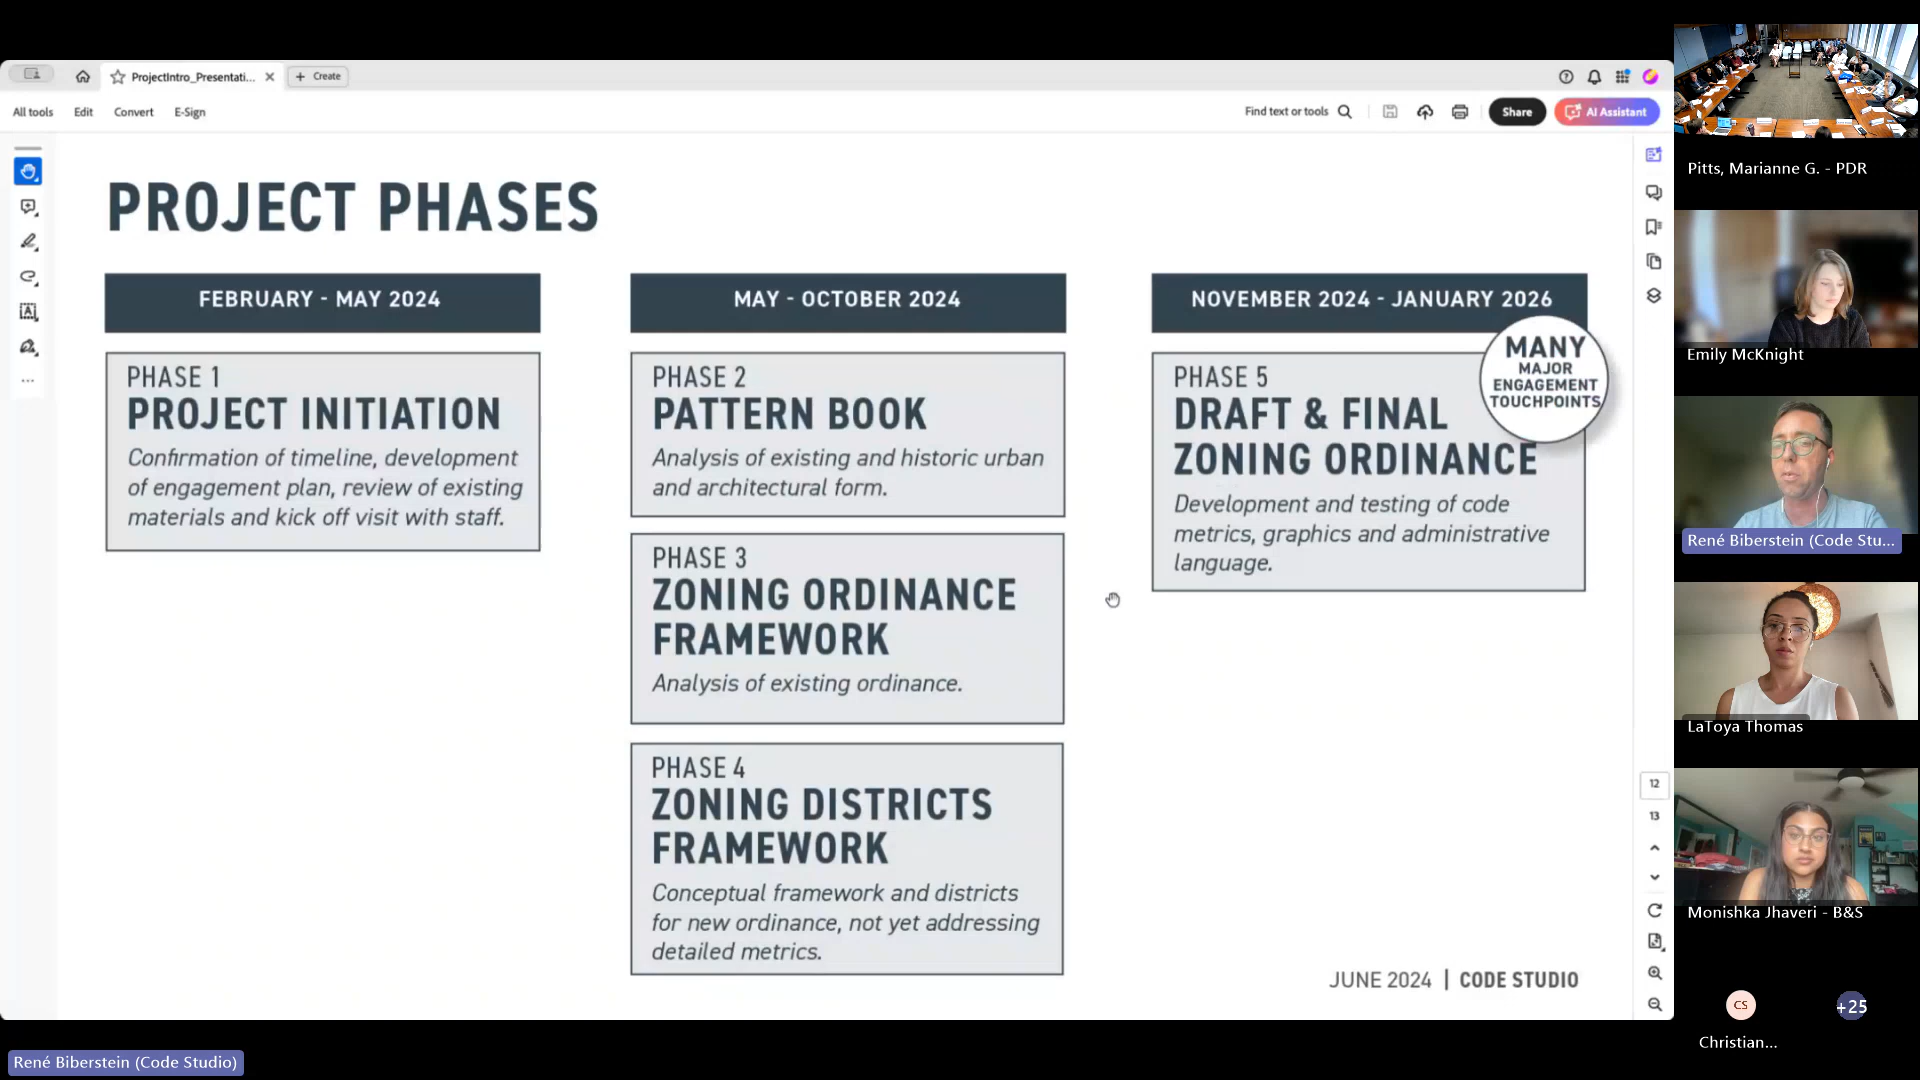 ProjectIntro_Presentati...
Create
All tools
Edit
Convert
E-Sign
Find text or tools
Share
AI Assistant
PROJECT PHASES
FEBRUARY - MAY 2024
PHASE 1
PROJECT INITIATION
Confirmation of timeline, development
of engagement plan, review of existing
materials and kick off visit with staff.
MAY - OCTOBER 2024
PHASE 2
PATTERN BOOK
Analysis of existing and historic urban
and architectural form.
PHASE 3
ZONING ORDINANCE
FRAMEWORK
Analysis of existing ordinance.
PHASE 4
ZONING DISTRICTS
FRAMEWORK
Conceptual framework and districts
for new ordinance, not yet addressing
detailed metrics.
NOVEMBER 2024 - JANUARY 2026
MANY
MAJOR
ENGAGEMENT
TOUCHPOINTS
PHASE 5
DRAFT & FINAL
ZONING ORDINANCE
Development and testing of code
metrics, graphics and administrative
language.
JUNE 2024 | CODE STUDIO
12
13
Pitts, Marianne G. - PDR
Emily McKnight
René Biberstein (Code Stu...
LaToya Thomas
Monishka Jhaveri - B&S
CS
+25
Christian...
René Biberstein (Code Studio)